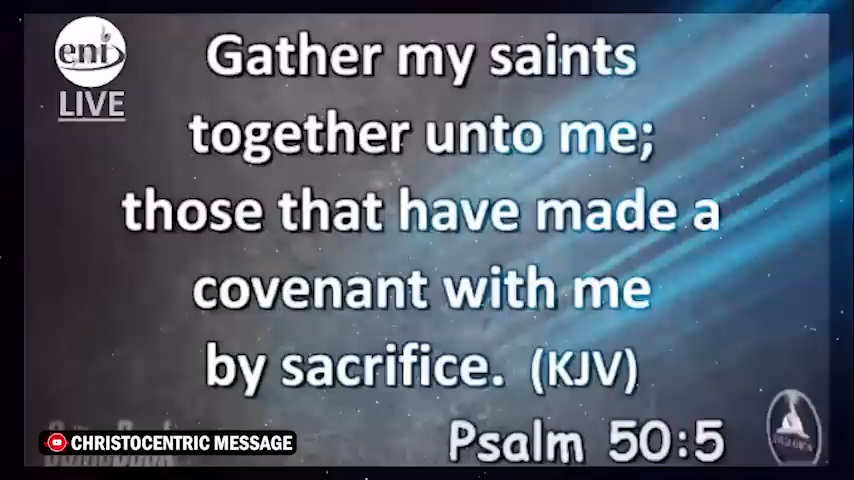 eni
LIVE
Gather my saints
together unto me;
those that have made a
covenant with me
by sacrifice. (KJV)
Psalm 50:5
CHRISTOCENTRIC MESSAGE